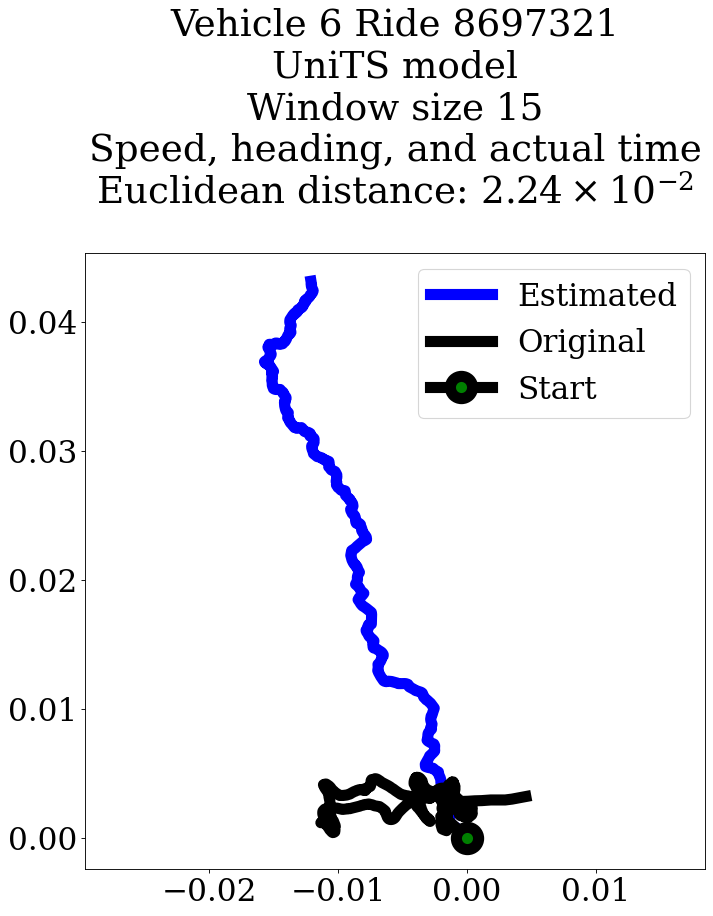 Vehicle 6 Ride 8697321
UniTS model
Window size 15
Speed, heading, and actual time
Euclidean distance: 2.24 × 10⁻²
Estimated
Original
Start
0.04
0.03
0.02
0.01
0.00
−0.02 −0.01 0.00 0.01